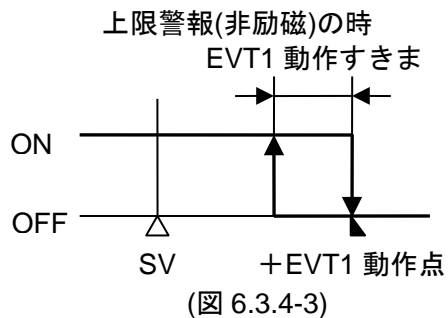 上限警報(非励磁)の時
EVT1 動作すきま
ON
OFF
SV
＋EVT1 動作点
(図 6.3.4-3)